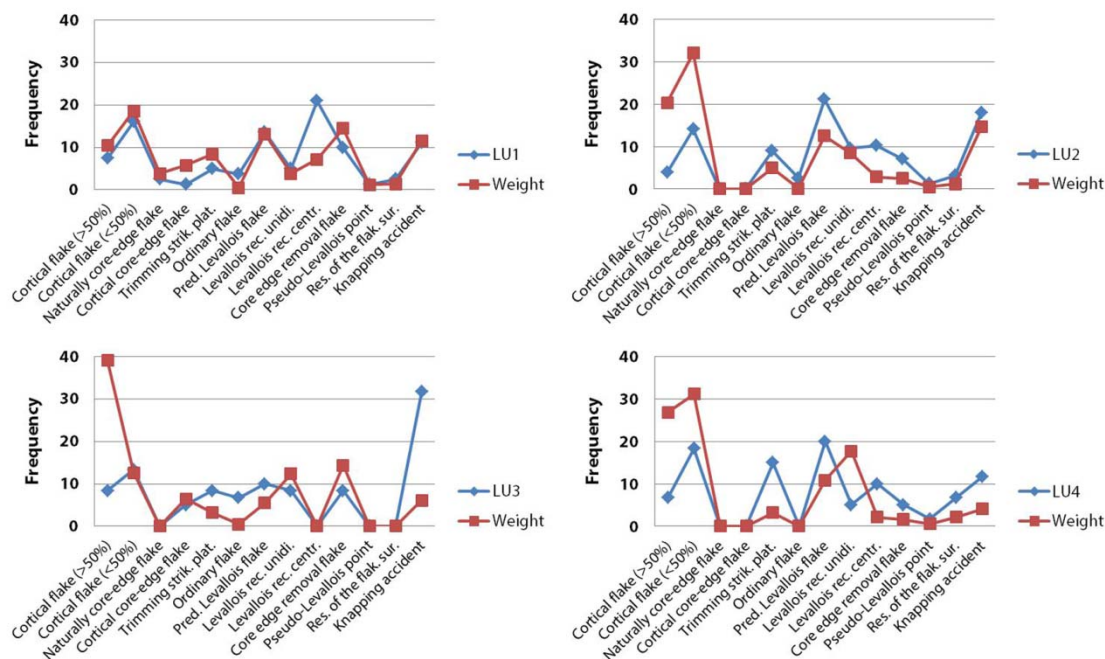 40
30
20
10
0
Frequency
Cortical flake (>50%)
Cortical flake (<50%)
Naturally core-edge flake
Cortical core-edge flake
Trimming strik. plat.
Ordinary flake
Pred. Levallois flake
Levallois rec. unidi.
Levallois rec. centr.
Core edge removal flake
Pseudo-Levallois point
Res. of the flak. sur.
Knapping accident
LU1
Weight
40
30
20
10
0
Frequency
Cortical flake (>50%)
Cortical flake (<50%)
Naturally core-edge flake
Cortical core-edge flake
Trimming strik. plat.
Ordinary flake
Pred. Levallois flake
Levallois rec. unidi.
Levallois rec. centr.
Core edge removal flake
Pseudo-Levallois point
Res. of the flak. sur.
Knapping accident
LU2
Weight
40
30
20
10
0
Frequency
Cortical flake (>50%)
Cortical flake (<50%)
Naturally core-edge flake
Cortical core-edge flake
Trimming strik. plat.
Ordinary flake
Pred. Levallois flake
Levallois rec. unidi.
Levallois rec. centr.
Core edge removal flake
Pseudo-Levallois point
Res. of the flak. sur.
Knapping accident
LU3
Weight
40
30
20
10
0
Frequency
Cortical flake (>50%)
Cortical flake (<50%)
Naturally core-edge flake
Cortical core-edge flake
Trimming strik. plat.
Ordinary flake
Pred. Levallois flake
Levallois rec. unidi.
Levallois rec. centr.
Core edge removal flake
Pseudo-Levallois point
Res. of the flak. sur.
Knapping accident
LU4
Weight